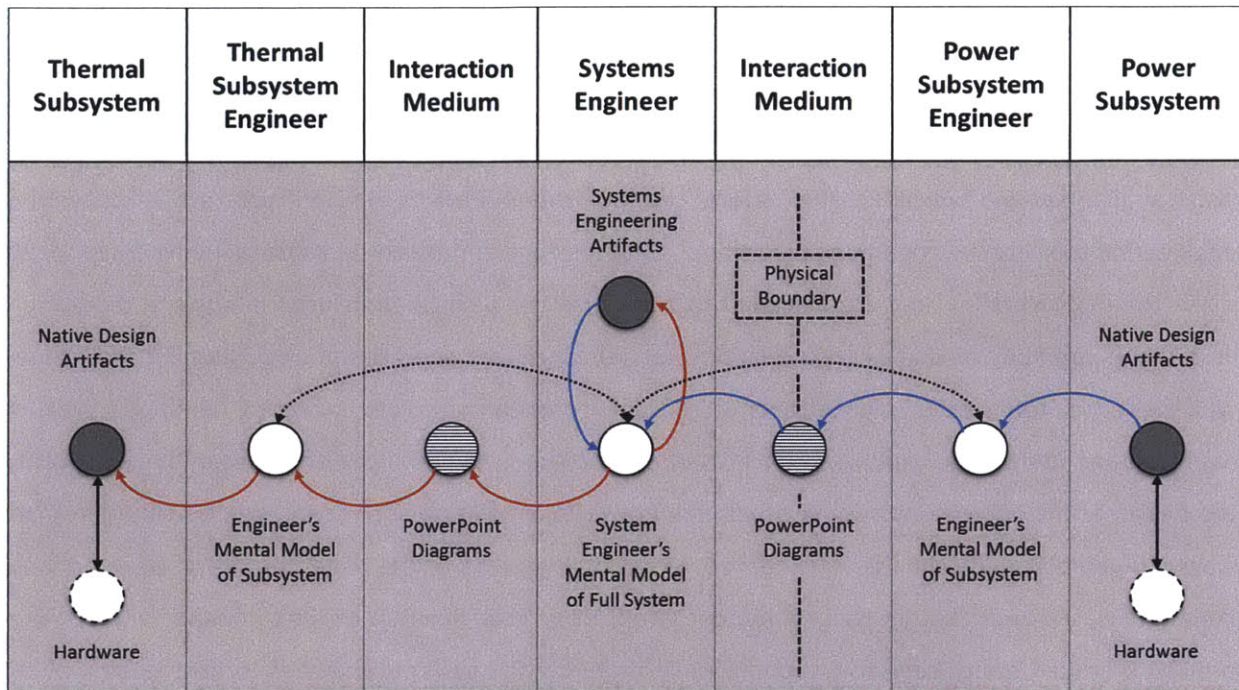 Thermal
Subsystem
Thermal
Subsystem
Engineer
Interaction
Medium
Systems
Engineer
Interaction
Medium
Power
Subsystem
Engineer
Power
Subsystem
Systems
Engineering
Artifacts
Physical
Boundary
Native Design
Artifacts
Native Design
Artifacts
Engineer's
Mental Model
of Subsystem
PowerPoint
Diagrams
System
Engineer's
Mental Model
of Full System
PowerPoint
Diagrams
Engineer's
Mental Model
of Subsystem
Hardware
Hardware